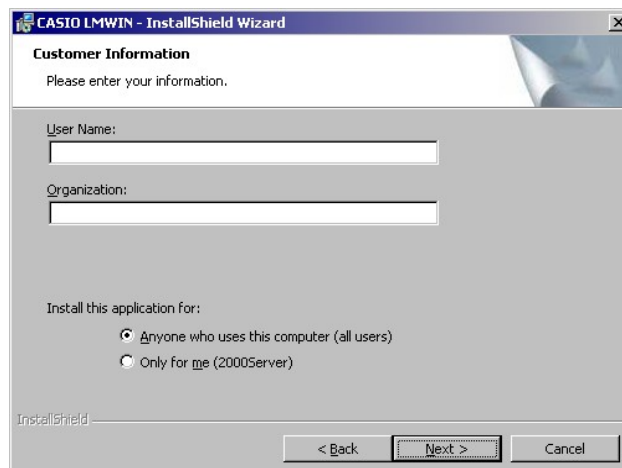 CASIO LMWIN - InstallShield Wizard
Customer Information
Please enter your information.
User Name:
Organization:
Install this application for:
Anyone who uses this computer (all users)
Only for me (2000Server)
InstallShield
< Back Next > Cancel